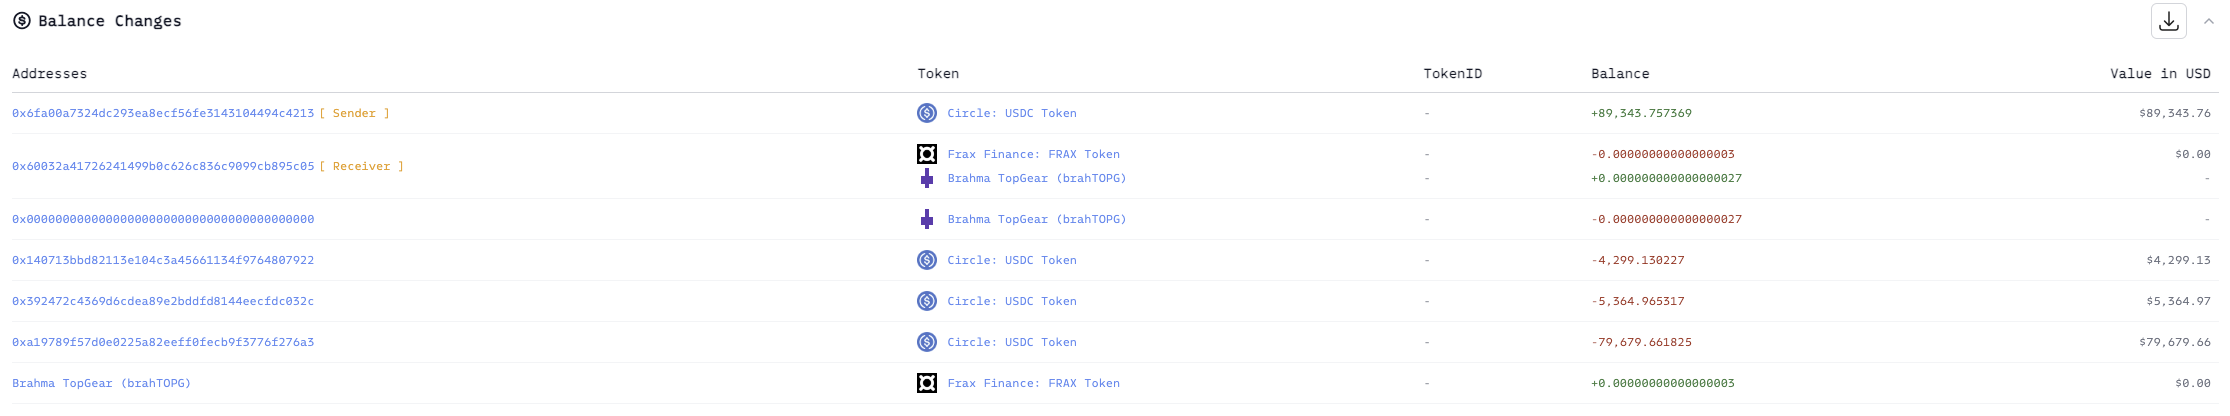 Balance Changes
Addresses Token TokenID Balance Value in USD
0x6fa00a7324dc293ea8ecf56fe3143104494c4213 [ Sender ] Circle: USDC Token - +89,343.757369 $89,343.76
Frax Finance: FRAX Token - -0.00000000000000003 $0.00
0x60032a41726241499b0c626c836c9099cb895c05 [ Receiver ]
Brahma TopGear (brahTOPG) - +0.000000000000000027 -
0x0000000000000000000000000000000000000000 Brahma TopGear (brahTOPG) - -0.000000000000000027 -
0x140713bbd82113e104c3a45661134f9764807922 Circle: USDC Token - -4,299.130227 $4,299.13
0x392472c4369d6cdea89e2bddfd8144eecfdc032c Circle: USDC Token - -5,364.965317 $5,364.97
0xa19789f57d0e0225a82eeff0fecb9f3776f276a3 Circle: USDC Token - -79,679.661825 $79,679.66
Brahma TopGear (brahTOPG) Frax Finance: FRAX Token - +0.00000000000000003 $0.00